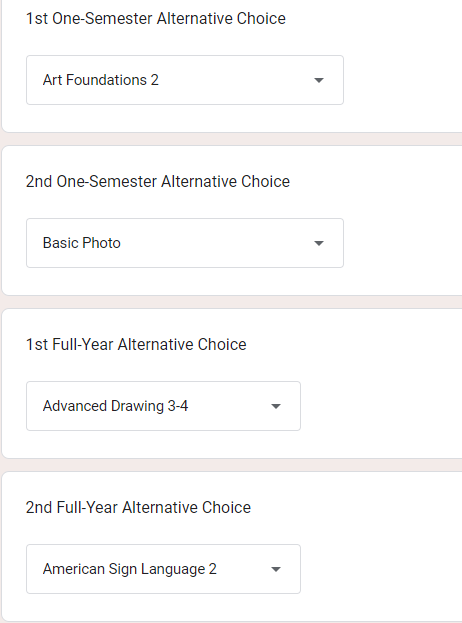 1st One-Semester Alternative Choice
Art Foundations 2
2nd One-Semester Alternative Choice
Basic Photo
1st Full-Year Alternative Choice
Advanced Drawing 3-4
2nd Full-Year Alternative Choice
American Sign Language 2